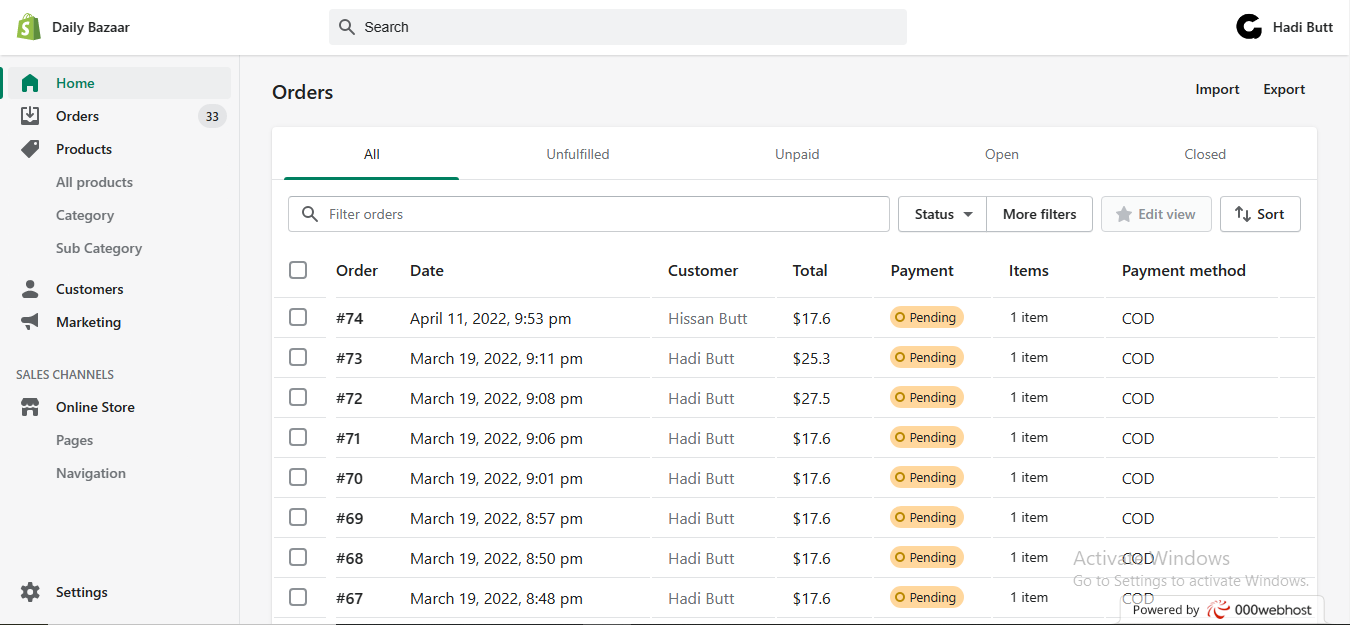 Daily Bazaar
Search
Hadi Butt
Home
Orders 33
Products
All products
Category
Sub Category
Customers
Marketing
SALES CHANNELS
Online Store
Pages
Navigation
Settings
Orders
Import Export
All Unfulfilled Unpaid Open Closed
Filter orders Status More filters Edit view Sort
Order Date Customer Total Payment Items Payment method
#74 April 11, 2022, 9:53 pm Hissan Butt $17.6 Pending 1 item COD
#73 March 19, 2022, 9:11 pm Hadi Butt $25.3 Pending 1 item COD
#72 March 19, 2022, 9:08 pm Hadi Butt $27.5 Pending 1 item COD
#71 March 19, 2022, 9:06 pm Hadi Butt $17.6 Pending 1 item COD
#70 March 19, 2022, 9:01 pm Hadi Butt $17.6 Pending 1 item COD
#69 March 19, 2022, 8:57 pm Hadi Butt $17.6 Pending 1 item COD
#68 March 19, 2022, 8:50 pm Hadi Butt $17.6 Pending 1 item COD
#67 March 19, 2022, 8:48 pm Hadi Butt $17.6 Pending 1 item COD
Activate Windows
Go to Settings to activate Windows.
Powered by 000webhost